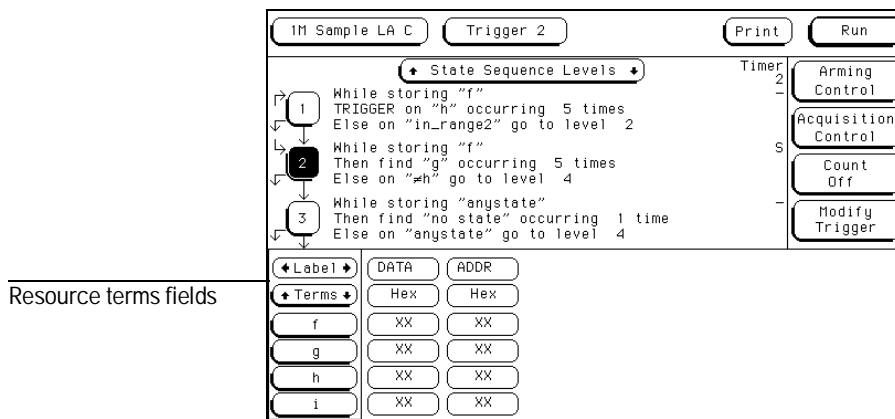 1M Sample LA C Trigger 2 Print Run
State Sequence Levels Timer
2
Arming
Control
While storing "f"
1 TRIGGER on "h" occurring 5 times
Else on "in_range2" go to level 2
–
Acquisition
Control
While storing "f"
2 Then find "g" occurring 5 times
Else on "≠h" go to level 4
S
Count
Off
While storing "anystate"
3 Then find "no state" occurring 1 time
Else on "anystate" go to level 4
–
Modify
Trigger
Label DATA ADDR
Resource terms fields
Terms Hex Hex
f XX XX
g XX XX
h XX XX
i XX XX